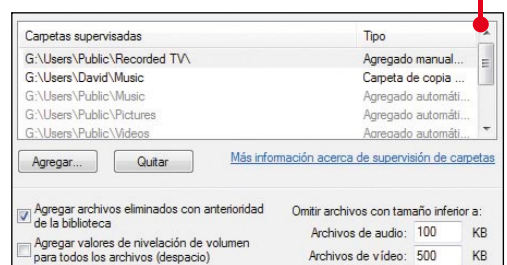 Carpetas supervisadas Tipo
G:\Users\Public\Recorded TV\ Agregado manual...
G:\Users\David\Music Carpeta de copia ...
G:\Users\Public\Music Agregado automáti...
G:\Users\Public\Pictures Agregado automáti...
G:\Users\Public\Videos Agregado automáti...
Agregar... Quitar Más información acerca de supervisión de carpetas
Agregar archivos eliminados con anterioridad Omitir archivos con tamaño inferior a:
de la biblioteca
Archivos de audio: 100 KB
Agregar valores de nivelación de volumen
para todos los archivos (despacio) Archivos de vídeo: 500 KB